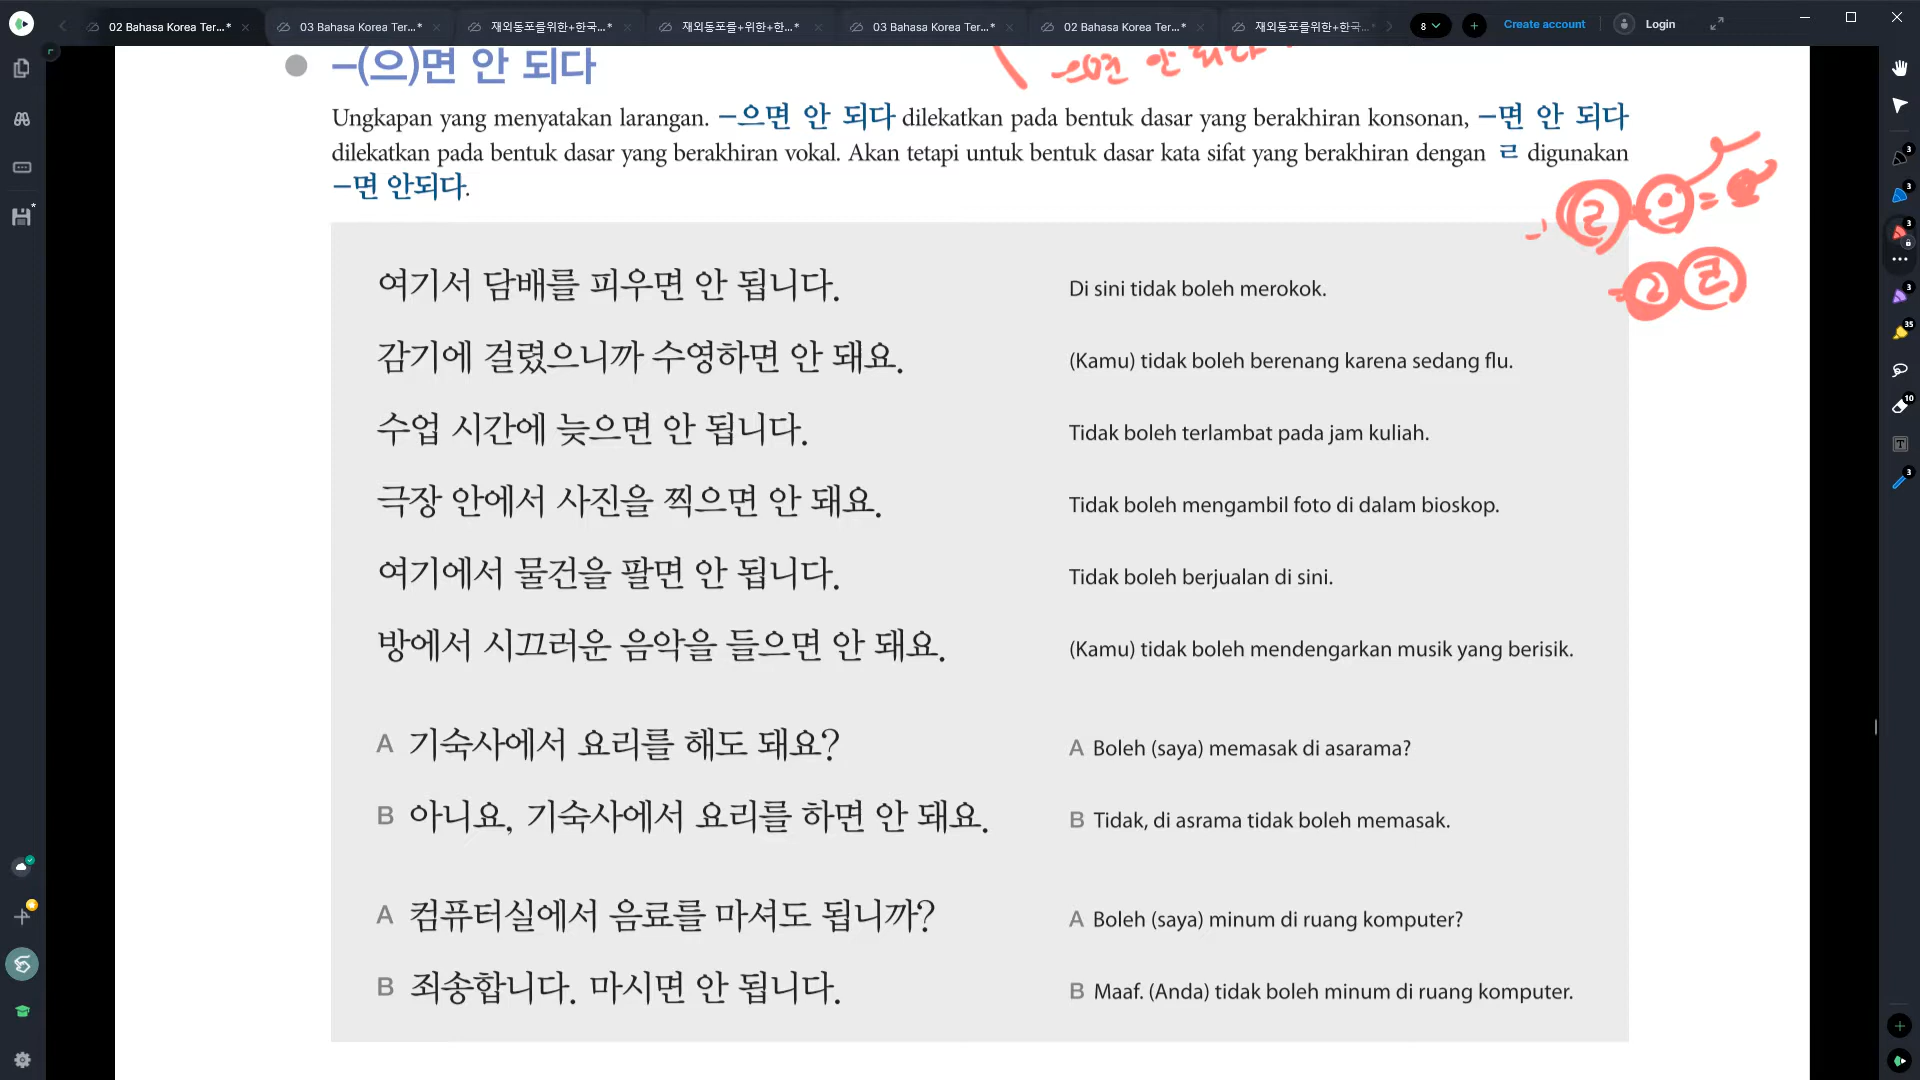 02 Bahasa Korea Ter...*
03 Bahasa Korea Ter...*
재외동포를위한+한국...*
재외동포를+위한+한...*
03 Bahasa Korea Ter...*
02 Bahasa Korea Ter...*
재외동포를위한+한국...*
8
Create account
Login
–(으)면 안 되다
–으면 안 되다
Ungkapan yang menyatakan larangan. –으면 안 되다 dilekatkan pada bentuk dasar yang berakhiran konsonan, –면 안 되다
dilekatkan pada bentuk dasar yang berakhiran vokal. Akan tetapi untuk bentuk dasar kata sifat yang berakhiran dengan ㄹ digunakan
–면 안되다.
여기서 담배를 피우면 안 됩니다.
Di sini tidak boleh merokok.
감기에 걸렸으니까 수영하면 안 돼요.
(Kamu) tidak boleh berenang karena sedang flu.
수업 시간에 늦으면 안 됩니다.
Tidak boleh terlambat pada jam kuliah.
극장 안에서 사진을 찍으면 안 돼요.
Tidak boleh mengambil foto di dalam bioskop.
여기에서 물건을 팔면 안 됩니다.
Tidak boleh berjualan di sini.
방에서 시끄러운 음악을 들으면 안 돼요.
(Kamu) tidak boleh mendengarkan musik yang berisik.
A 기숙사에서 요리를 해도 돼요?
A Boleh (saya) memasak di asarama?
B 아니요, 기숙사에서 요리를 하면 안 돼요.
B Tidak, di asrama tidak boleh memasak.
A 컴퓨터실에서 음료를 마셔도 됩니까?
A Boleh (saya) minum di ruang komputer?
B 죄송합니다. 마시면 안 됩니다.
B Maaf. (Anda) tidak boleh minum di ruang komputer.
3
3
3
3
35
10
3